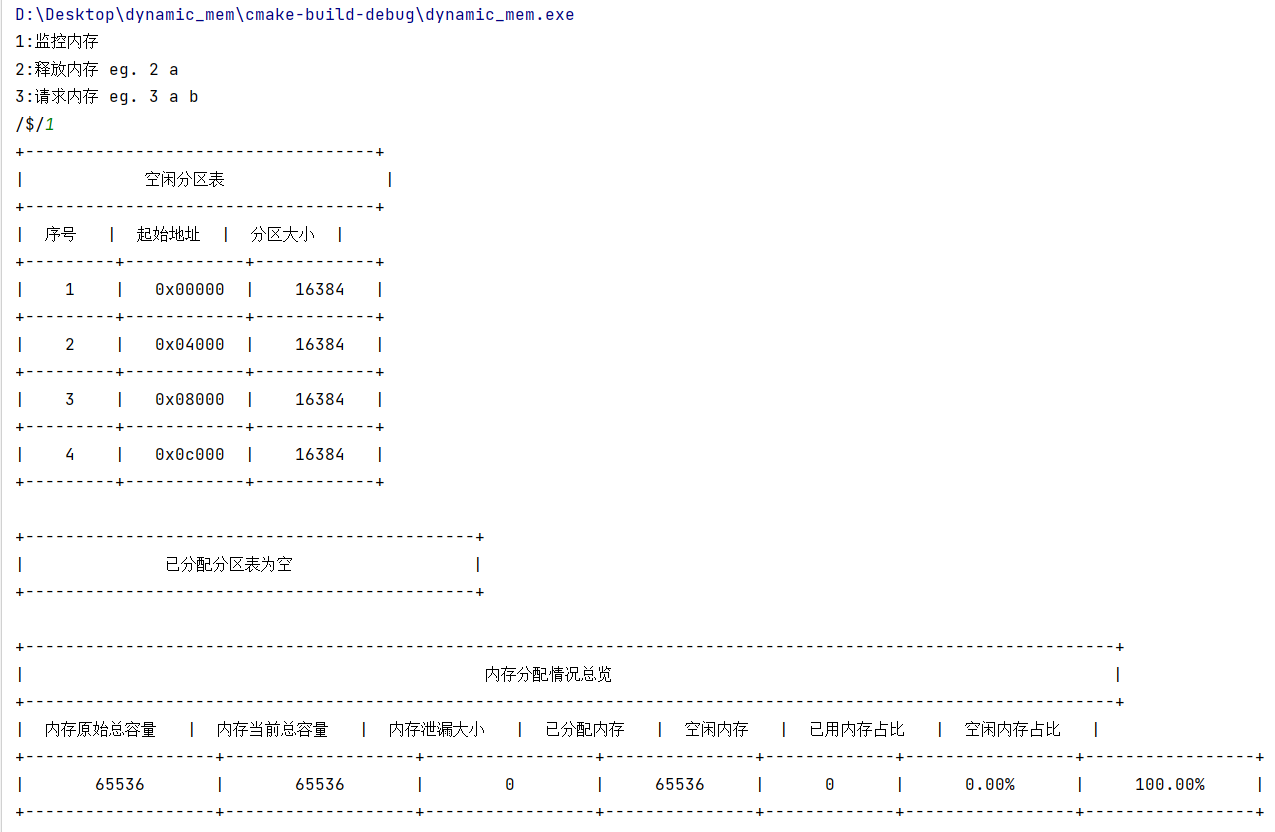 D:\Desktop\dynamic_mem\cmake-build-debug\dynamic_mem.exe
1:监控内存
2:释放内存 eg. 2 a
3:请求内存 eg. 3 a b
/$/1
+-----------------------------------+
|            空闲分区表                |
+-----------------------------------+
|  序号   |  起始地址  |  分区大小  |
+---------+------------+------------+
|    1    |   0x00000  |    16384   |
+---------+------------+------------+
|    2    |   0x04000  |    16384   |
+---------+------------+------------+
|    3    |   0x08000  |    16384   |
+---------+------------+------------+
|    4    |   0x0c000  |    16384   |
+---------+------------+------------+
+---------------------------------------------+
|              已分配分区表为空                  |
+---------------------------------------------+
+-------------------------------------------------------------------------------------------------------------+
|                                              内存分配情况总览                                                  |
+-------------------------------------------------------------------------------------------------------------+
|  内存原始总容量   |  内存当前总容量   |  内存泄漏大小   |  已分配内存   |  空闲内存   |  已用内存占比   |  空闲内存占比   |
+-------------------+-------------------+-----------------+---------------+-------------+-----------------+-----------------+
|       65536       |       65536       |        0        |     65536     |      0      |      0.00%      |     100.00%     |
+-------------------+-------------------+-----------------+---------------+-------------+-----------------+-----------------+